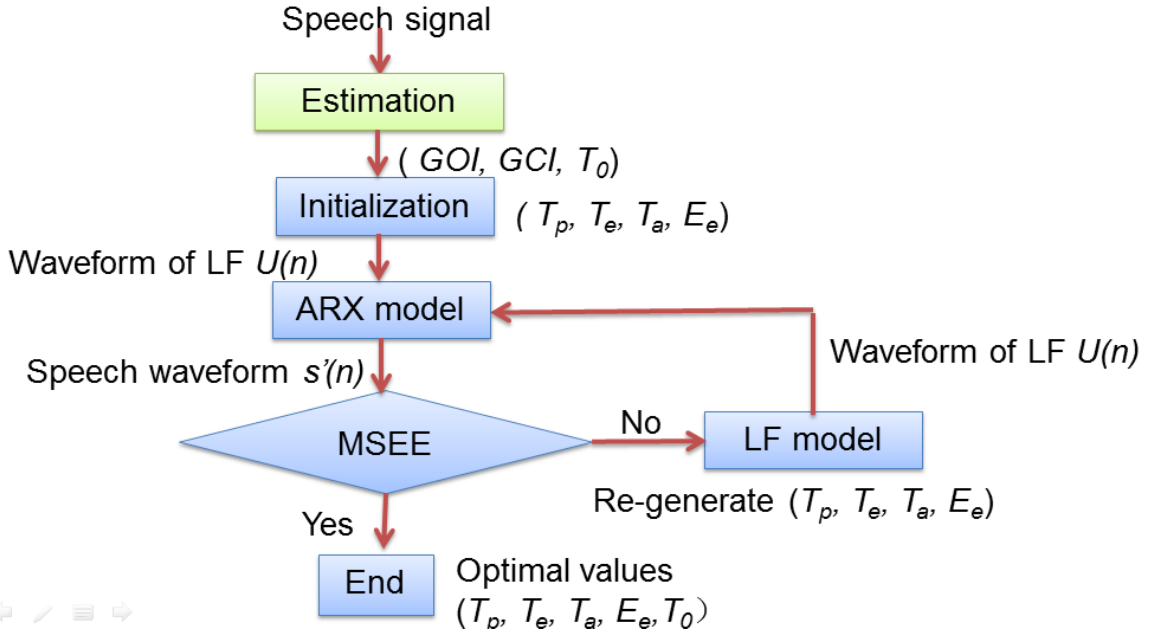 Speech signal
Estimation
( GOI, GCI, T0)
Initialization
( Tp, Te, Ta, Ee)
Waveform of LF U(n)
ARX model
Waveform of LF U(n)
Speech waveform s’(n)
No
MSEE
LF model
Re-generate (Tp, Te, Ta, Ee)
Yes
End
Optimal values
(Tp, Te, Ta, Ee,T0）